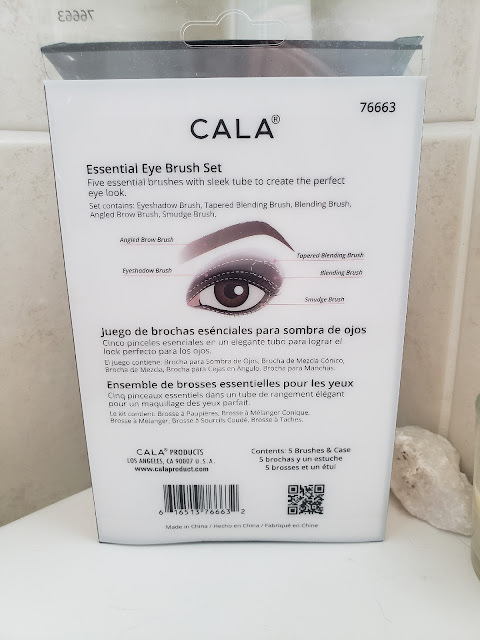 76663
76663
CALA®
Essential Eye Brush Set
Five essential brushes with sleek tube to create the perfect
eye look.
Set contains: Eyeshadow Brush, Tapered Blending Brush, Blending Brush,
Angled Brow Brush, Smudge Brush.
Angled Brow Brush
Tapered Blending Brush
Eyeshadow Brush
Blending Brush
Smudge Brush
Juego de brochas esénciales para sombra de ojos
Cinco pinceles esenciales en un elegante tubo para lograr el
look perfecto para los ojos.
El juego contiene: Brocha para Sombra de Ojos, Brocha de Mezcla Cónico,
Brocha de Mezcla, Brocha para Cejas en Angulo, Brocha para Manchas.
Ensemble de brosses essentielles pour les yeux
Cinq pinceaux essentiels dans un tube de rangement élégant
pour un maquillage des yeux parfait.
Le kit contient: Brosse à Paupières, Brosse à Mélanger Conique,
Brosse à Mélanger, Brosse à Sourcils Coudé, Brosse à Taches.
CALA® PRODUCTS
LOS ANGELES, CA 90007 U.S.A.
www.calaproduct.com
Contents: 5 Brushes & Case
5 brochas y un estuche
5 brosses et un étui
6 16513 76663 2
Made in China / Hecho en China / Fabriqué en Chine